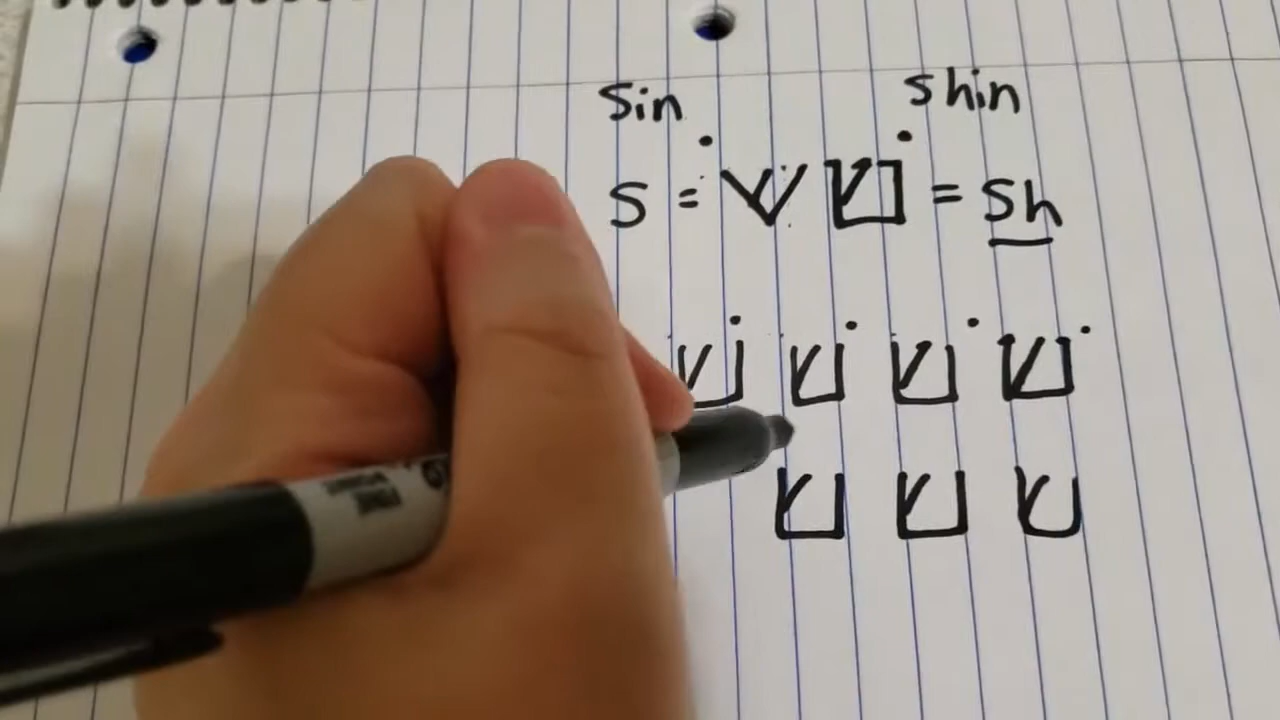 Sin shin
S = שׂ שׁ = Sh
שׁ שׁ שׁ שׁ
ש ש ש